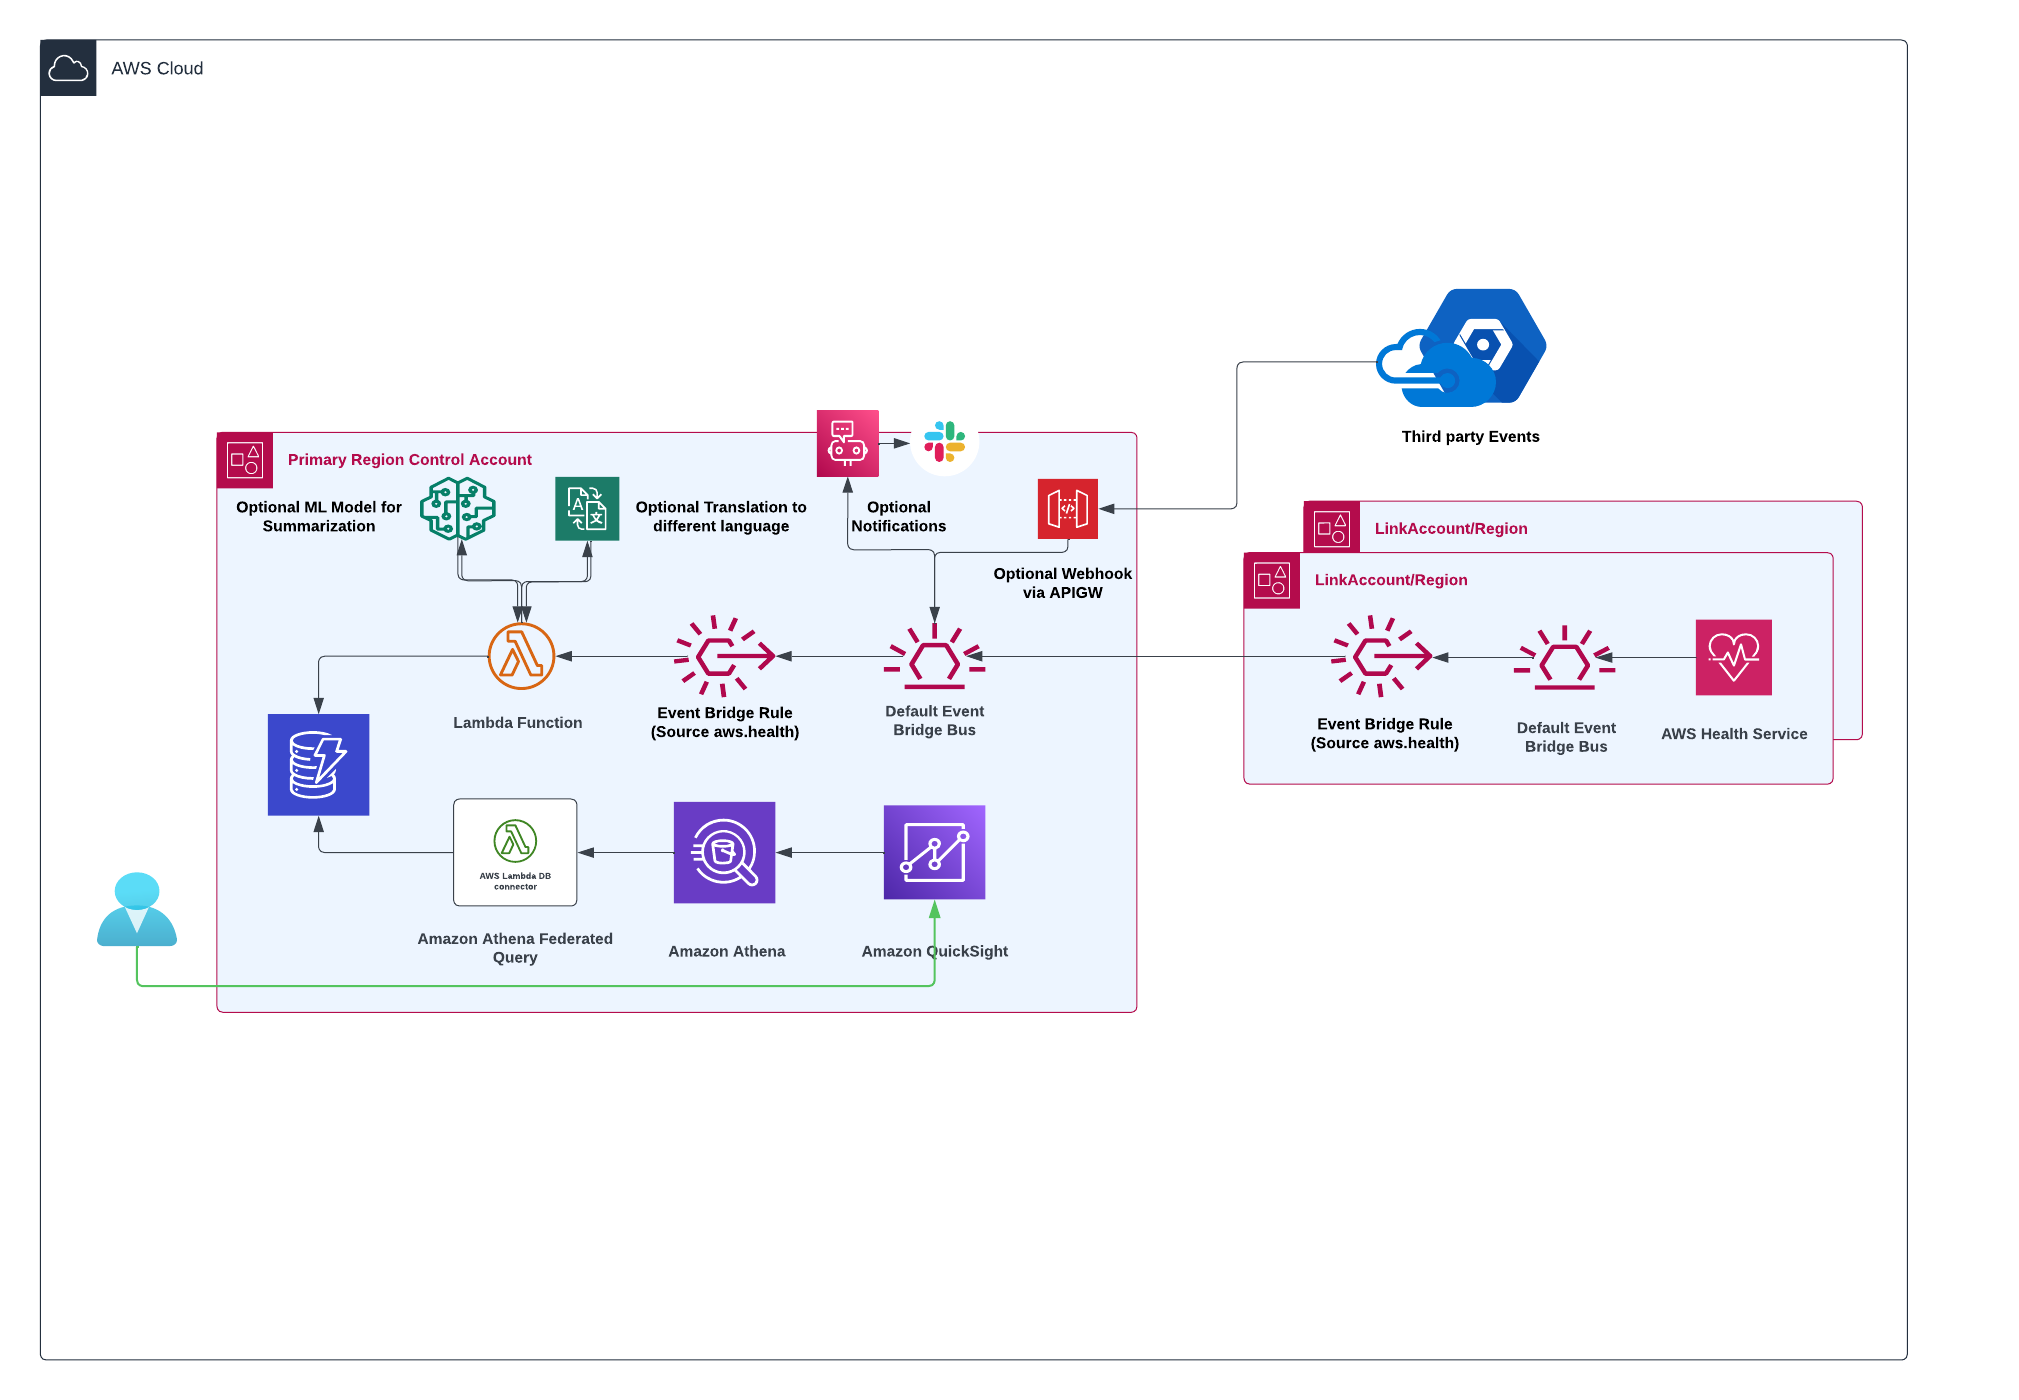 AWS Cloud
Third party Events
Primary Region Control Account
Optional ML Model for
Summarization
Optional Translation to
different language
Optional
Notifications
Optional Webhook
via APIGW
LinkAccount/Region
LinkAccount/Region
Lambda Function
Event Bridge Rule
(Source aws.health)
Default Event
Bridge Bus
Event Bridge Rule
(Source aws.health)
Default Event
Bridge Bus
AWS Health Service
AWS Lambda DB
connector
Amazon Athena Federated
Query
Amazon Athena
Amazon QuickSight